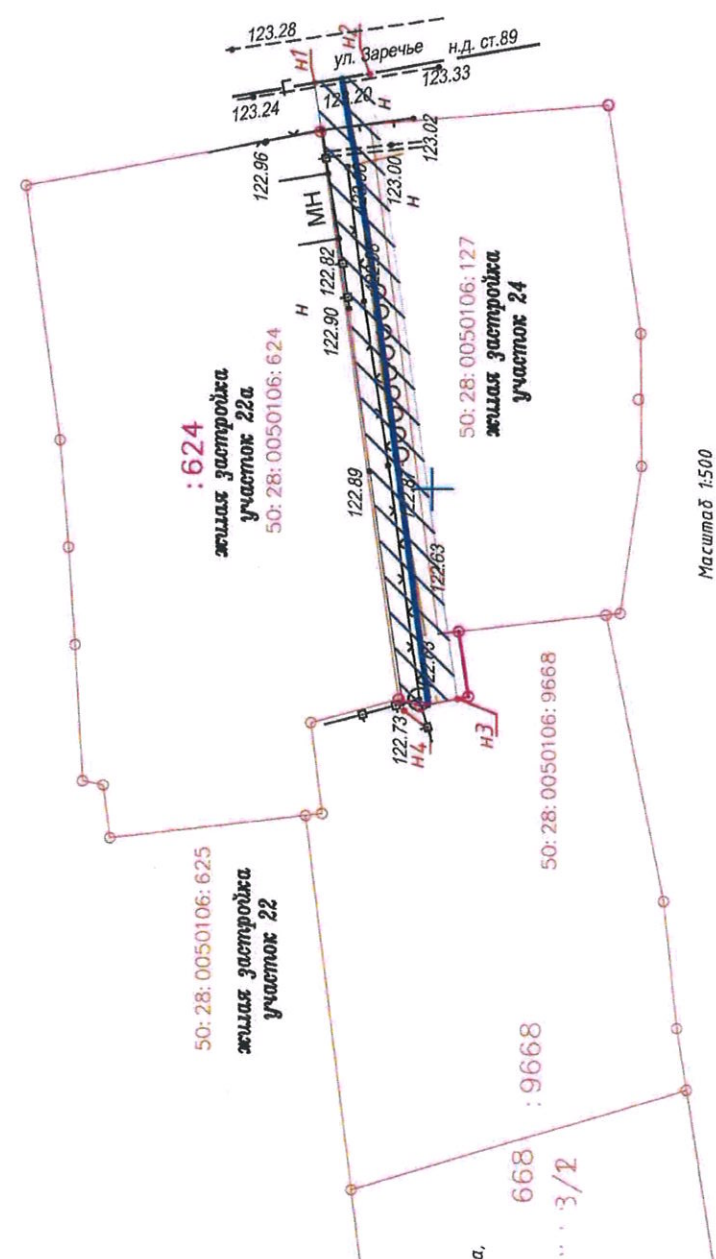 123.28
н1
н2
ул. Заречье
н.д. ст.89
123.24
123.33
Г
Н
122.96
123.02
МН
123.00
Н
122.82
122.90
Н
:624
жилая застройка
участок 22а
50:28:0050106:624
50:28:0050106:127
жилая застройка
участок 24
122.89
122.63
122.73
н4
н3
50:28:0050106:9668
50:28:0050106:625
жилая застройка
участок 22
Масштаб 1:500
:9668
668
3/12
а,